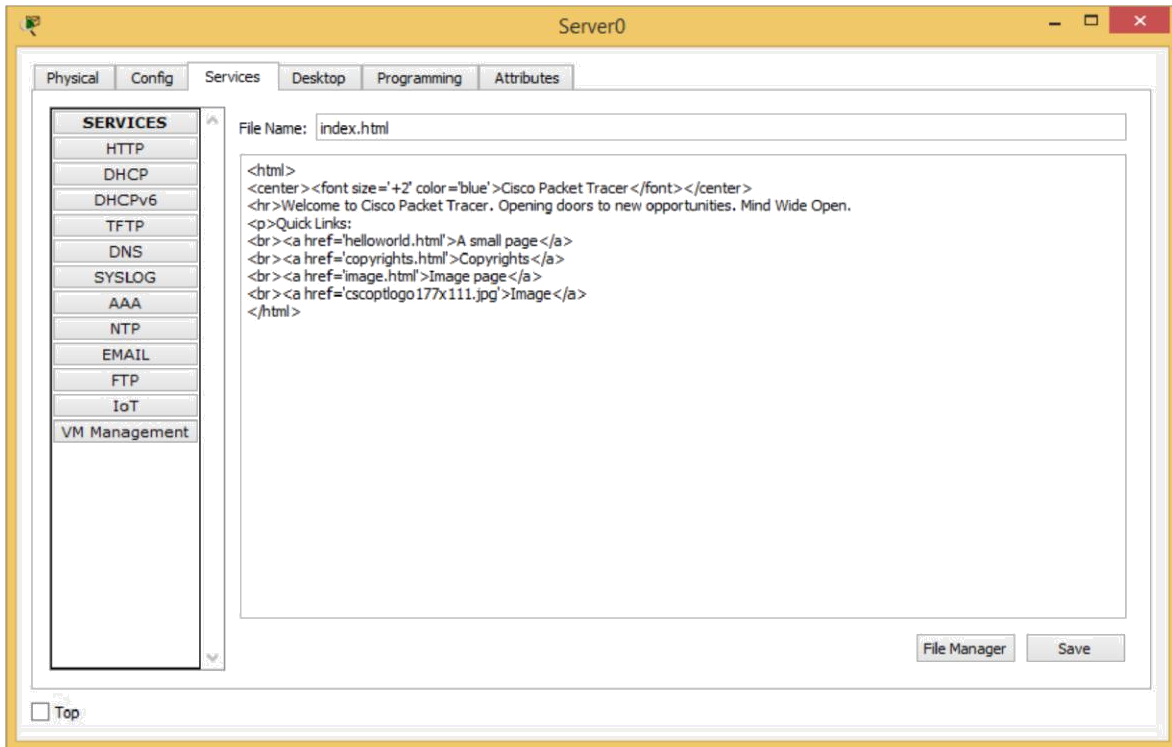 Server0
Physical Config Services Desktop Programming Attributes
SERVICES
HTTP
DHCP
DHCPv6
TFTP
DNS
SYSLOG
AAA
NTP
EMAIL
FTP
IoT
VM Management
File Name: index.html
<html>
<center><font size='+2' color='blue'>Cisco Packet Tracer</font></center>
<hr>Welcome to Cisco Packet Tracer. Opening doors to new opportunities. Mind Wide Open.
<p>Quick Links:
<br><a href='helloworld.html'>A small page</a>
<br><a href='copyrights.html'>Copyrights</a>
<br><a href='image.html'>Image page</a>
<br><a href='cscoptlogo177x111.jpg'>Image</a>
</html>
File Manager Save
Top